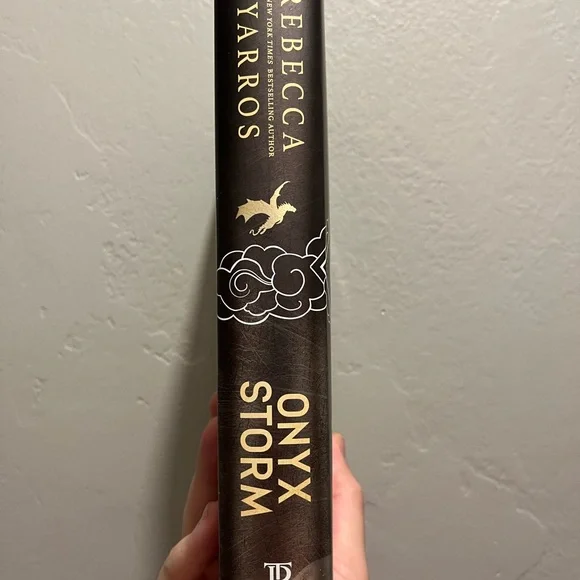 REBECCA
NEW YORK TIMES BESTSELLING AUTHOR
YARROS
ONYX
STORM